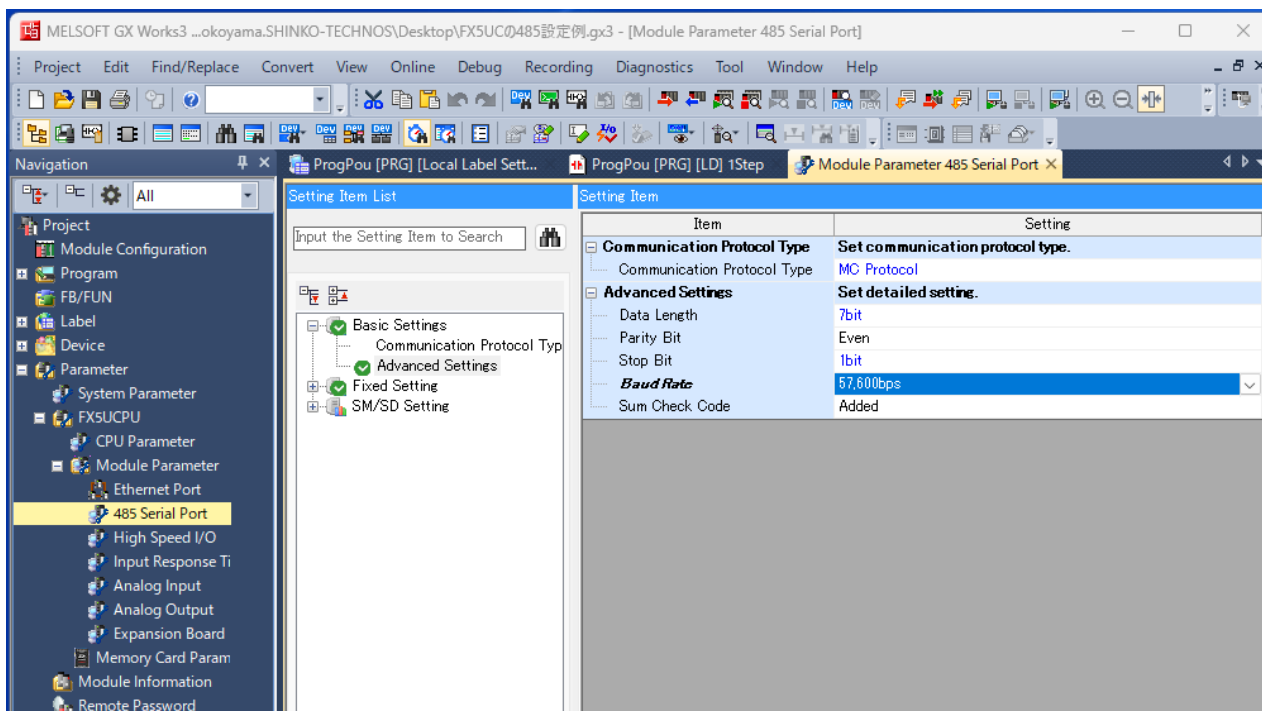 MELSOFT GX Works3 ...okoyama.SHINKO-TECHNOS\Desktop\FX5UCの485設定例.gx3 - [Module Parameter 485 Serial Port]
Project Edit Find/Replace Convert View Online Debug Recording Diagnostics Tool Window Help
Navigation
ProgPou [PRG] [Local Label Sett...
ProgPou [PRG] [LD] 1Step
Module Parameter 485 Serial Port
All
Project
Module Configuration
Program
FB/FUN
Label
Device
Parameter
System Parameter
FX5UCPU
CPU Parameter
Module Parameter
Ethernet Port
485 Serial Port
High Speed I/O
Input Response Ti
Analog Input
Analog Output
Expansion Board
Memory Card Param
Module Information
Remote Password
Setting Item List
Input the Setting Item to Search
Basic Settings
Communication Protocol Typ
Advanced Settings
Fixed Setting
SM/SD Setting
Setting Item
Item Setting
Communication Protocol Type Set communication protocol type.
Communication Protocol Type MC Protocol
Advanced Settings Set detailed setting.
Data Length 7bit
Parity Bit Even
Stop Bit 1bit
Baud Rate 57,600bps
Sum Check Code Added